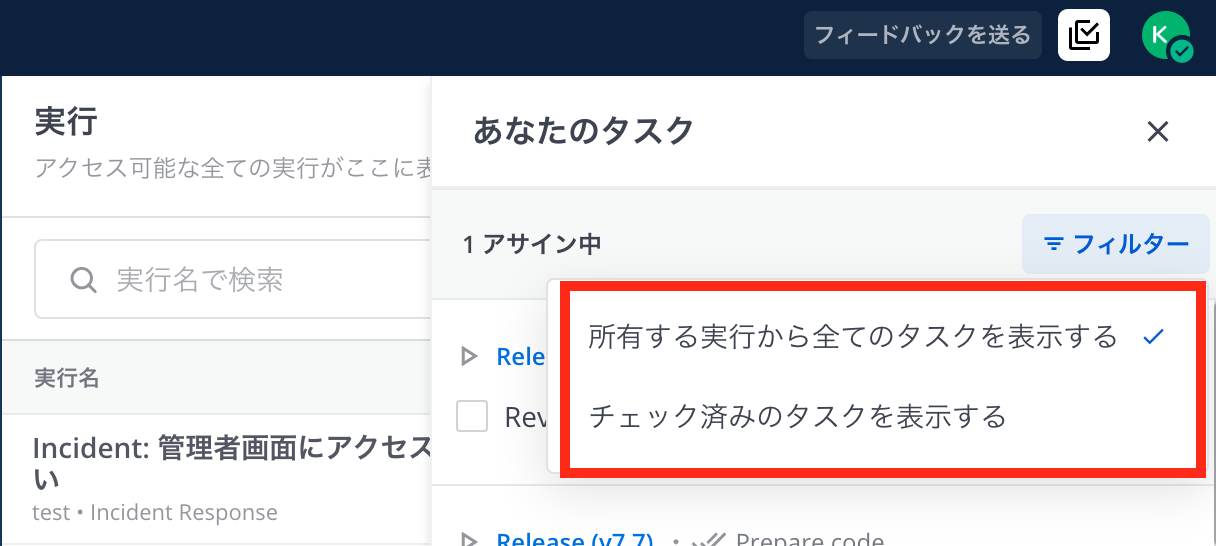 フィードバックを送る
K
実行
アクセス可能な全ての実行がここに
実行名で検索
実行名
Incident: 管理者画面にアクセス
い
test • Incident Response
あなたのタスク
1 アサイン中
フィルター
所有する実行から全てのタスクを表示する
チェック済みのタスクを表示する
Rele
Rev
Release (v7.7) • Prepare code